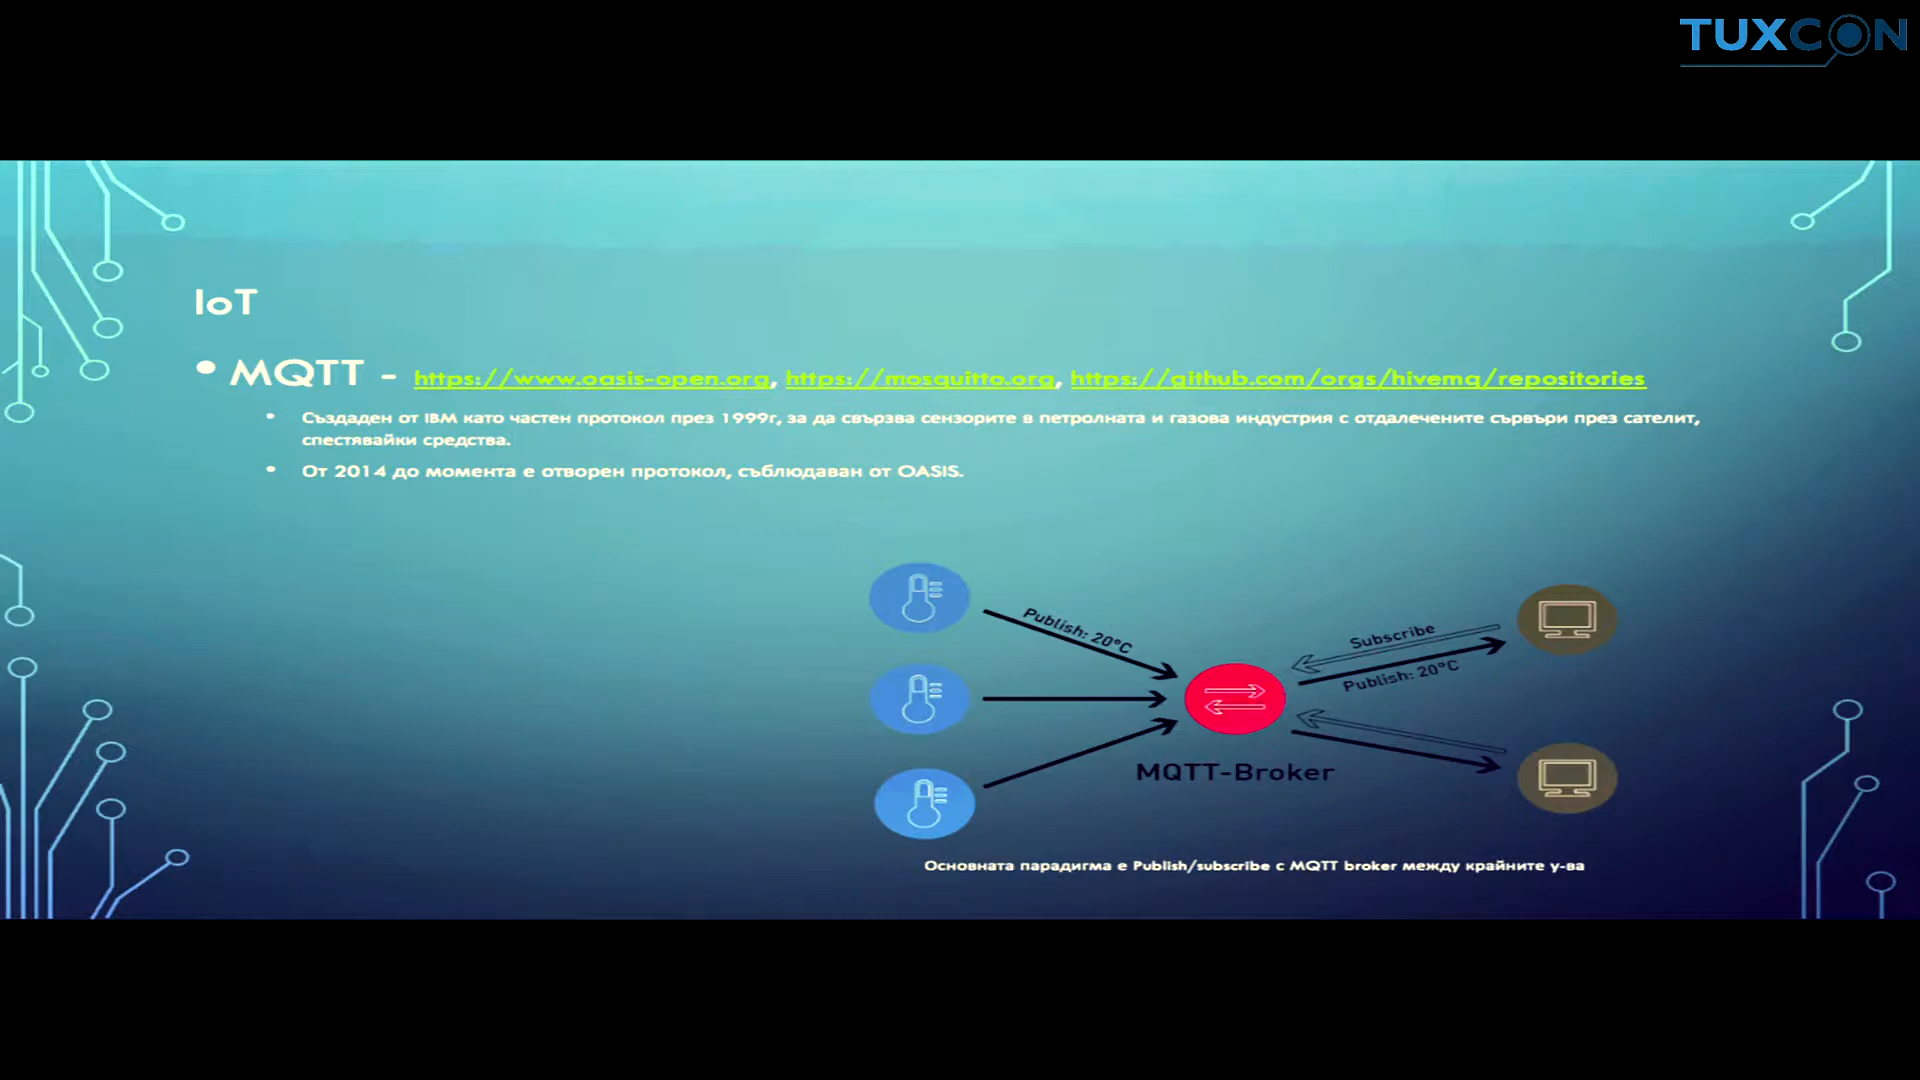 TUXCON
IoT
• MQTT - https://www.oasis-open.org, https://mosquitto.org, https://github.com/orgs/hivemq/repositories
• Създаден от IBM като частен протокол през 1999г, за да свързва сензорите в петролната и газова индустрия с отдалечените сървъри през сателит,
спестявайки средства.
• От 2014 до момента е отворен протокол, съблюдаван от OASIS.
Publish: 20°C
Subscribe
Publish: 20°C
MQTT-Broker
Основната парадигма е Publish/subscribe с MQTT broker между крайните у-ва